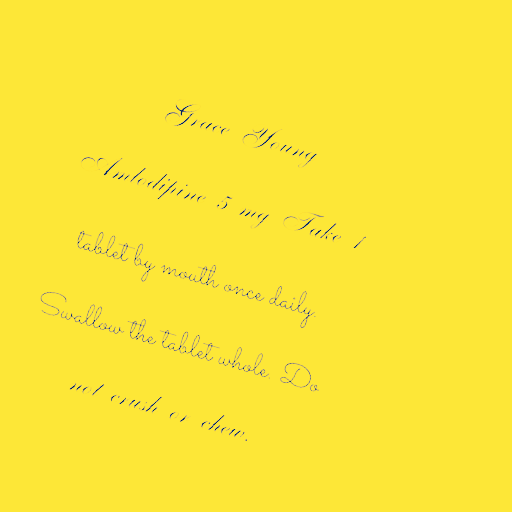 Grace Young
Amlodipine 5 mg Take 1
tablet by mouth once daily.
Swallow the tablet whole. Do
not crush or chew.